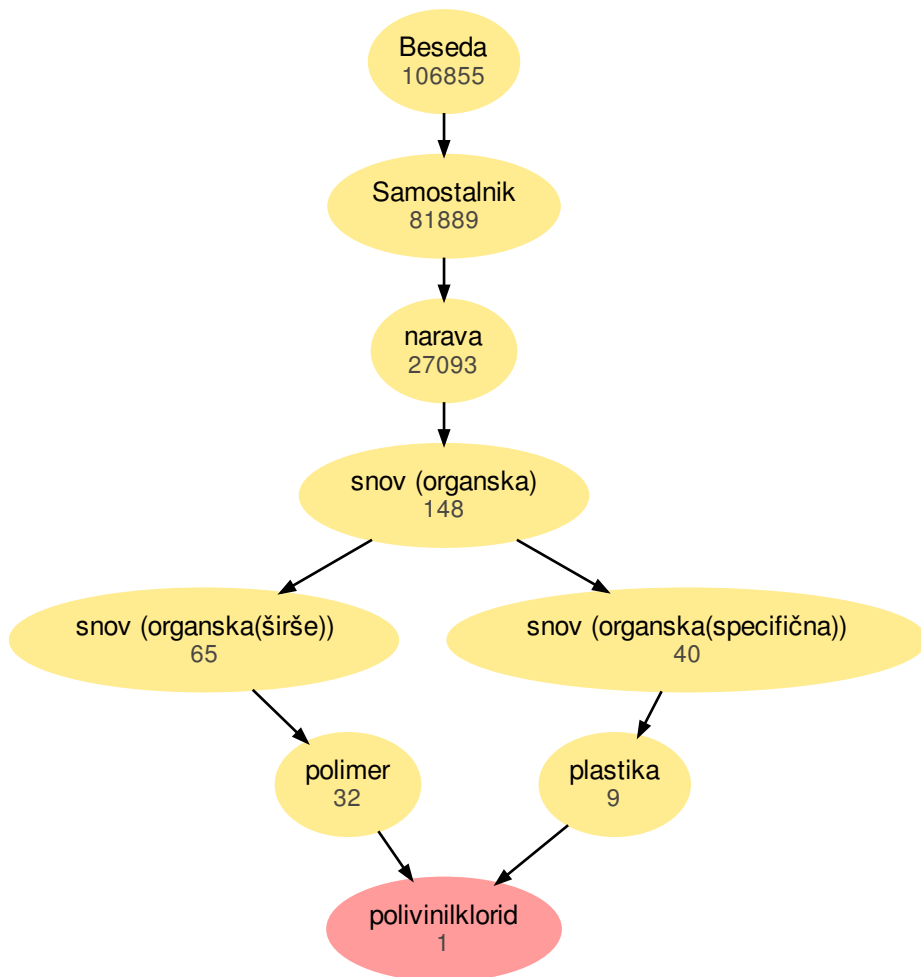 Beseda
106855
Samostalnik
81889
narava
27093
snov (organska)
148
snov (organska(širše))
65
snov (organska(specifična))
40
polimer
32
plastika
9
polivinilklorid
1